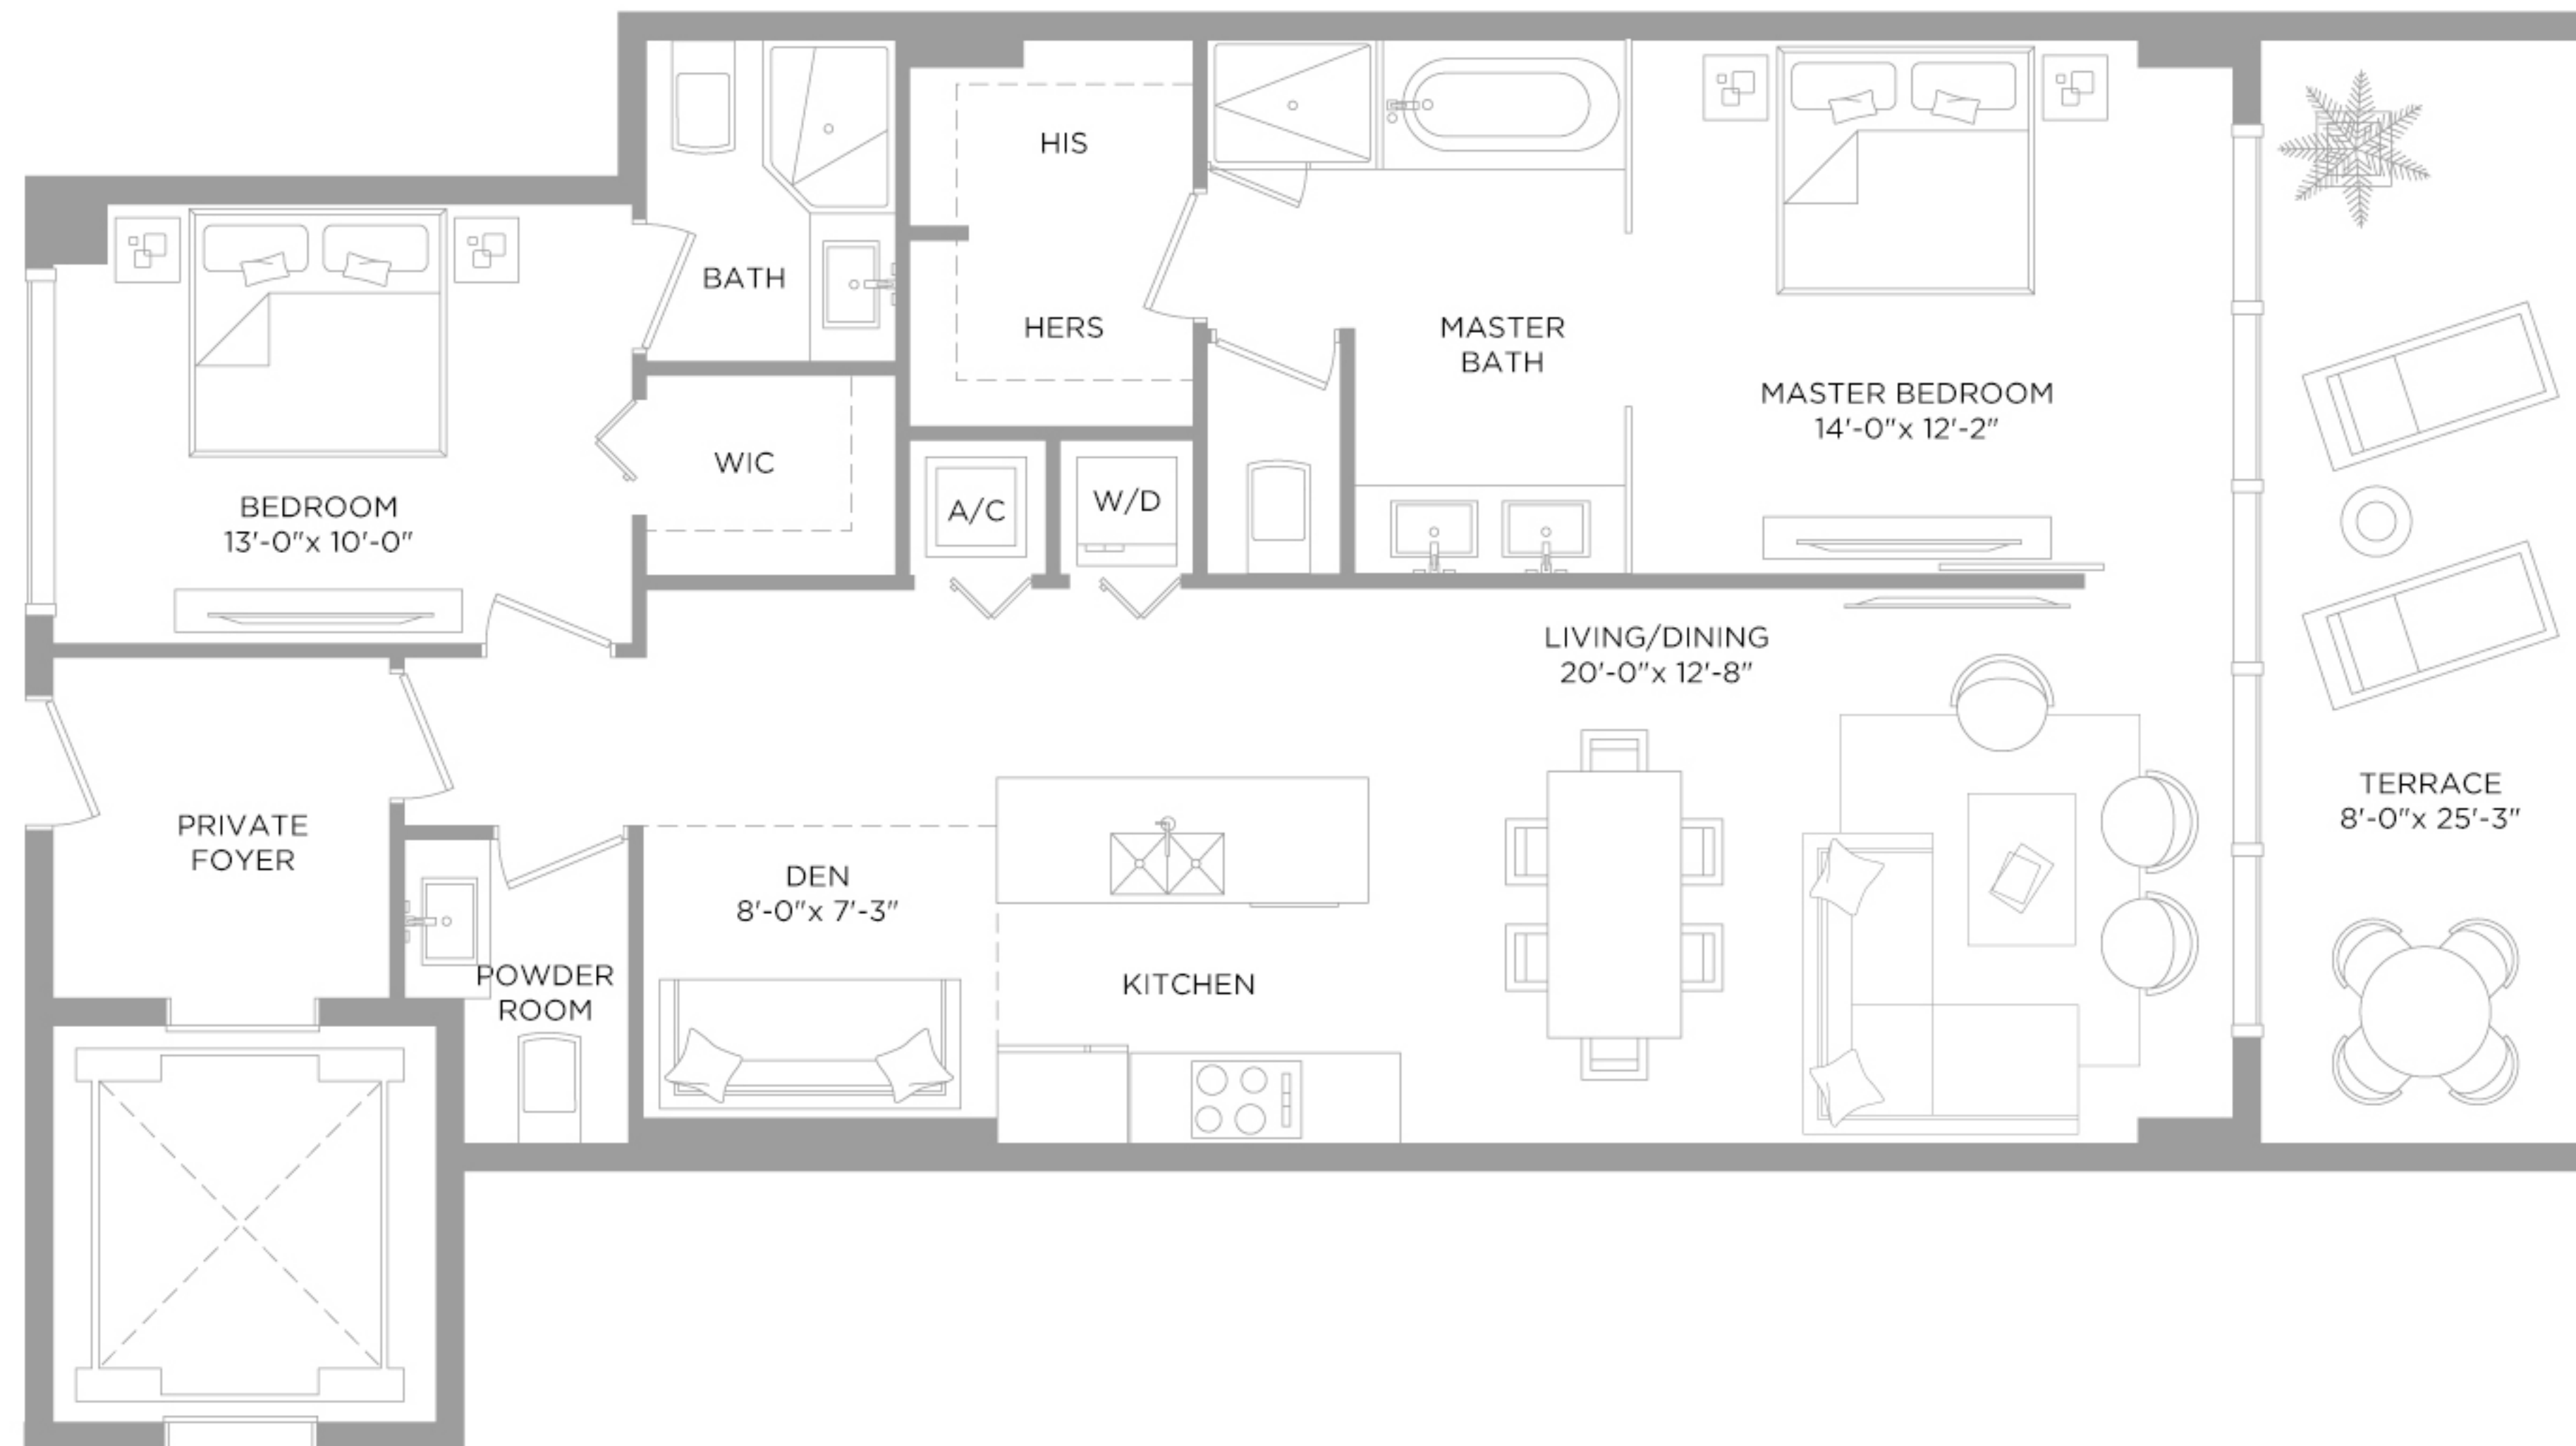 HIS
BATH
HERS
MASTER
BATH
MASTER BEDROOM
14'-0"x 12'-2"
WIC
A/C
W/D
BEDROOM
13'-0"x 10'-0"
LIVING/DINING
20'-0"x 12'-8"
TERRACE
8'-0"x 25'-3"
PRIVATE
FOYER
DEN
8'-0"x 7'-3"
POWDER
ROOM
KITCHEN